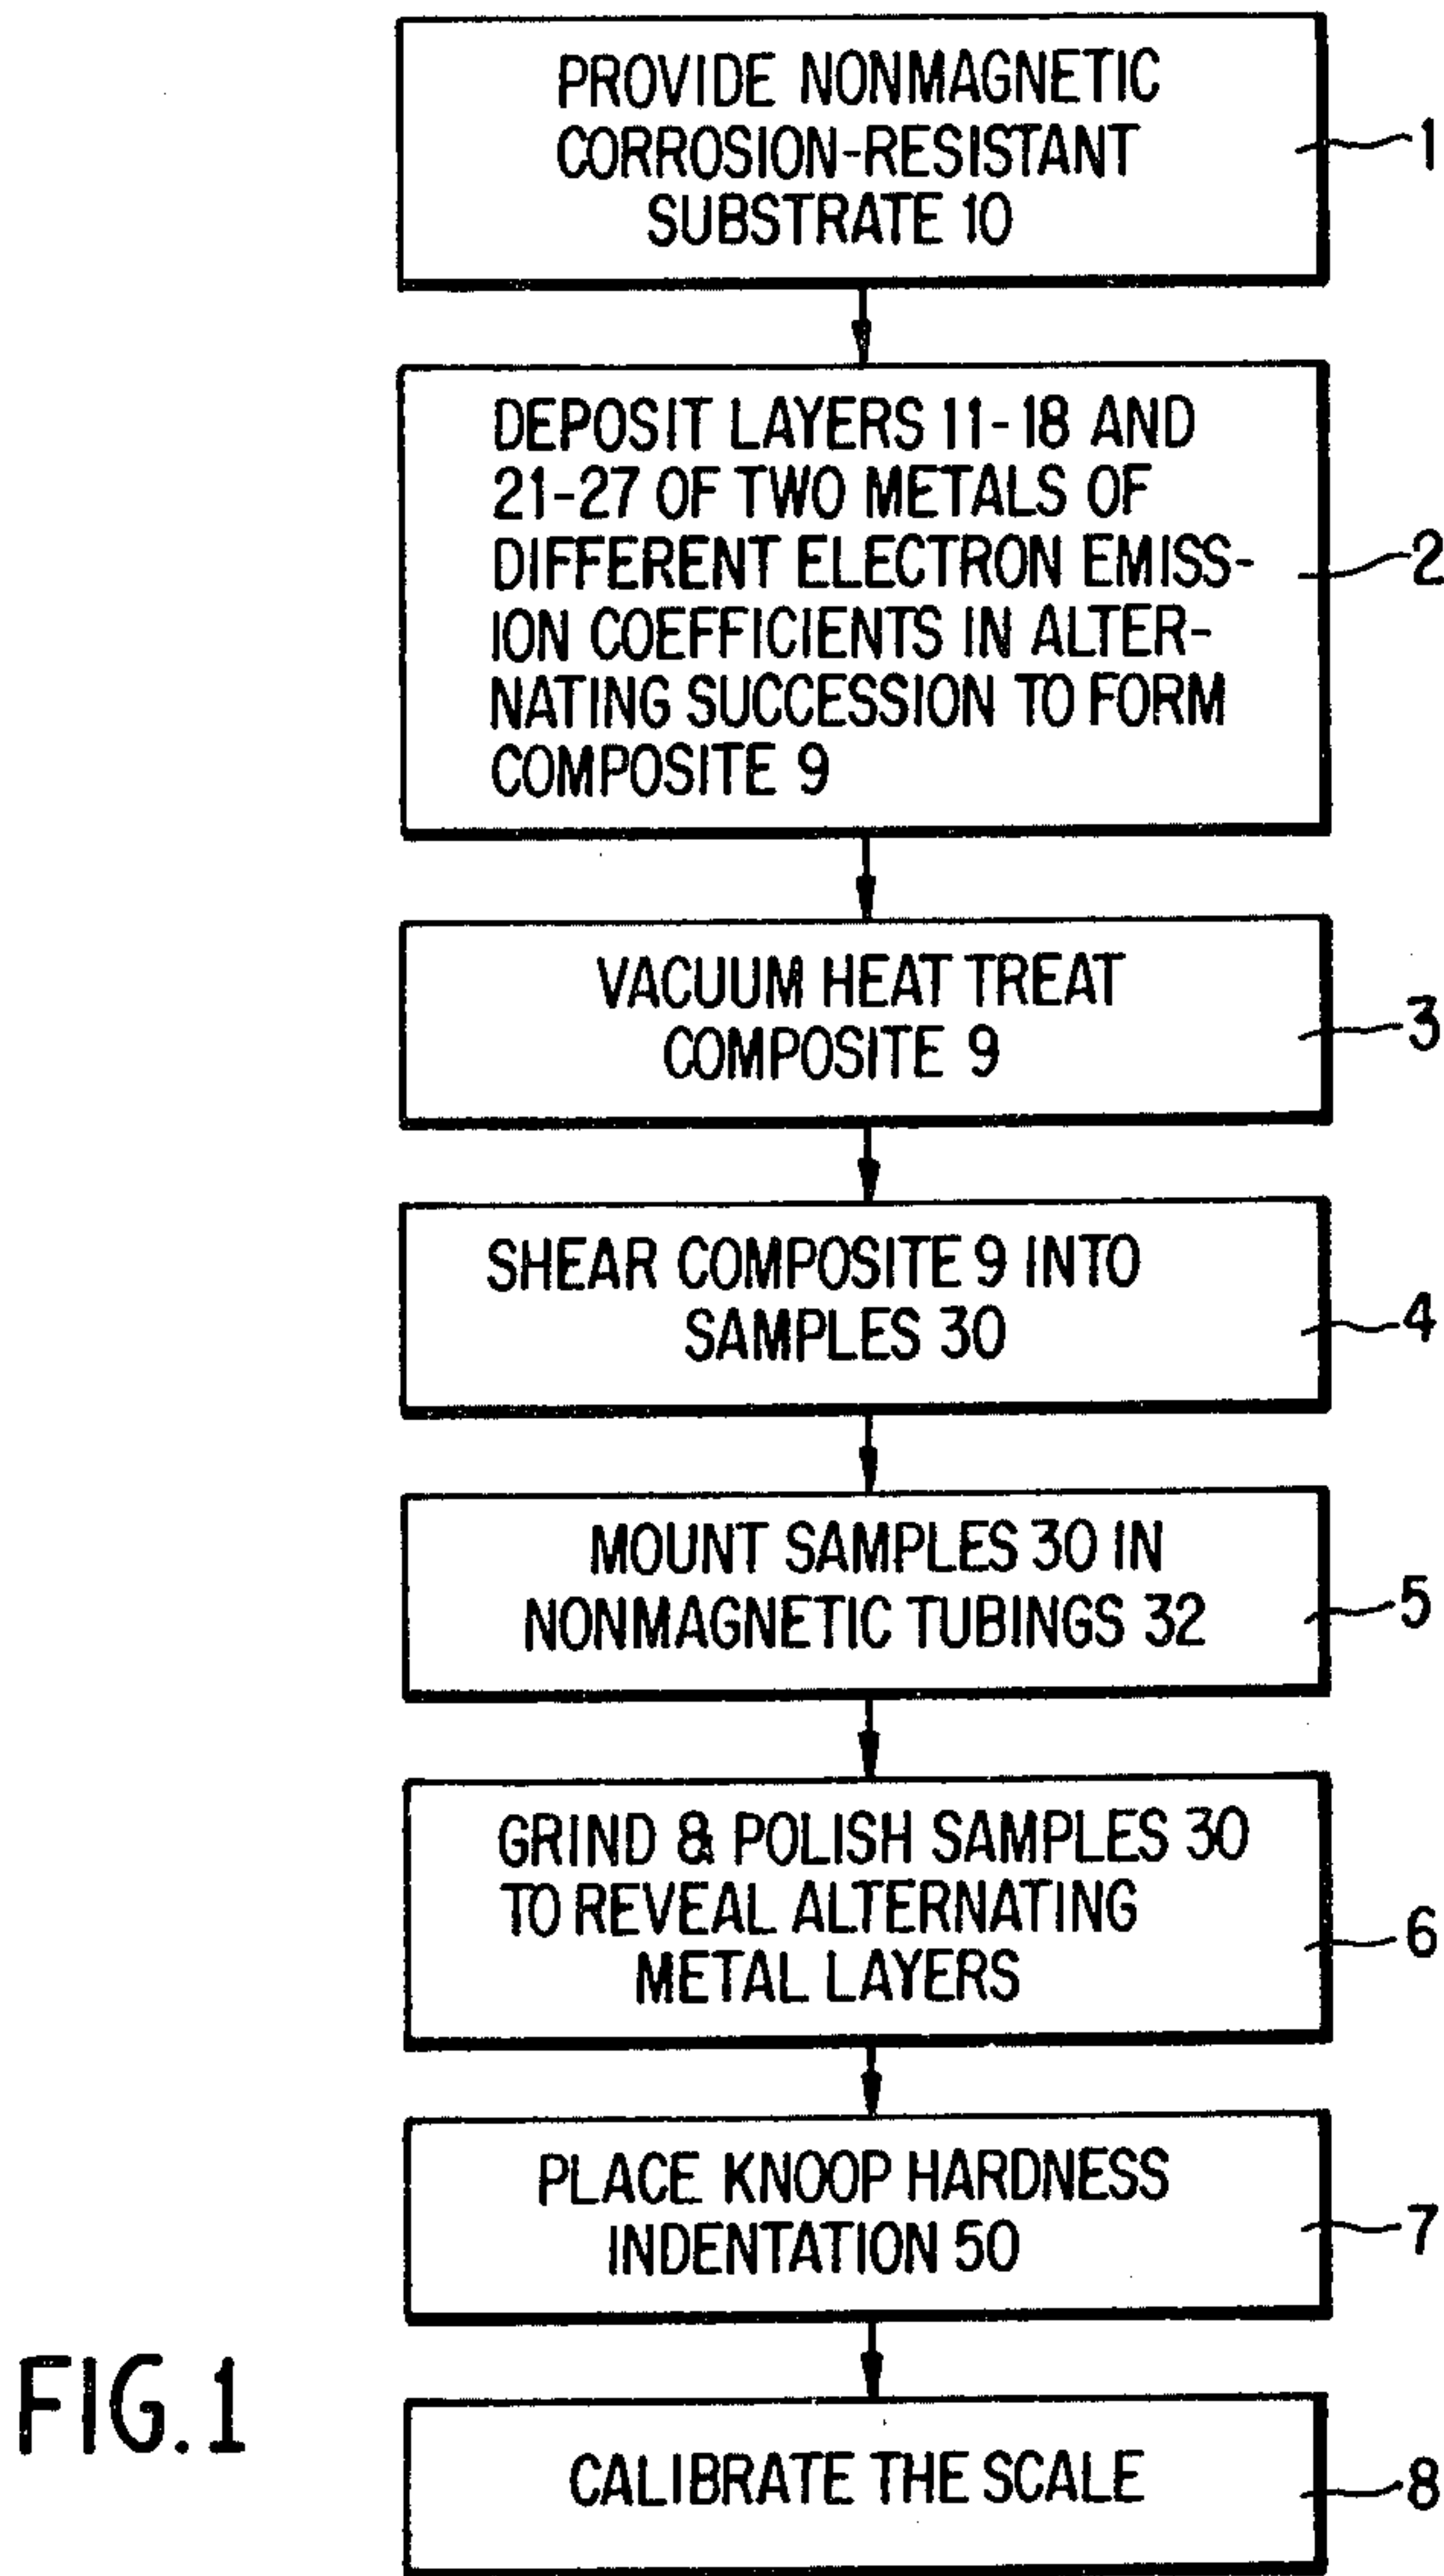 PROVIDE NONMAGNETIC
CORROSION-RESISTANT
SUBSTRATE 10
1
DEPOSIT LAYERS 11-18 AND
21-27 OF TWO METALS OF
DIFFERENT ELECTRON EMISS-
ION COEFFICIENTS IN ALTER-
NATING SUCCESSION TO FORM
COMPOSITE 9
2
VACUUM HEAT TREAT
COMPOSITE 9
3
SHEAR COMPOSITE 9 INTO
SAMPLES 30
4
MOUNT SAMPLES 30 IN
NONMAGNETIC TUBINGS 32
5
GRIND & POLISH SAMPLES 30
TO REVEAL ALTERNATING
METAL LAYERS
6
PLACE KNOOP HARDNESS
INDENTATION 50
7
CALIBRATE THE SCALE
8
FIG.1